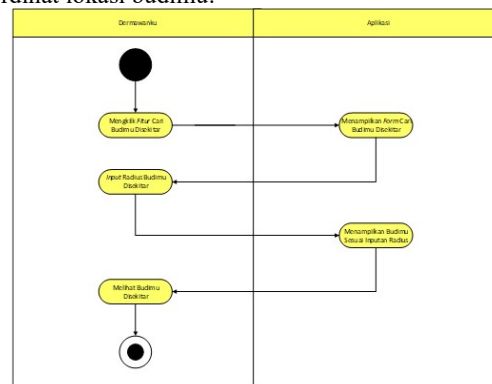 lokasi budimu.
Dermawanku
Aplikasi
Mengklik Fitur Cari
Budimu Disekitar
Menampilkan Form Cari
Budimu Disekitar
Input Radius Budimu
Disekitar
Menampilkan Budimu
Sesuai Inputan Radius
Melihat Budimu
Disekitar